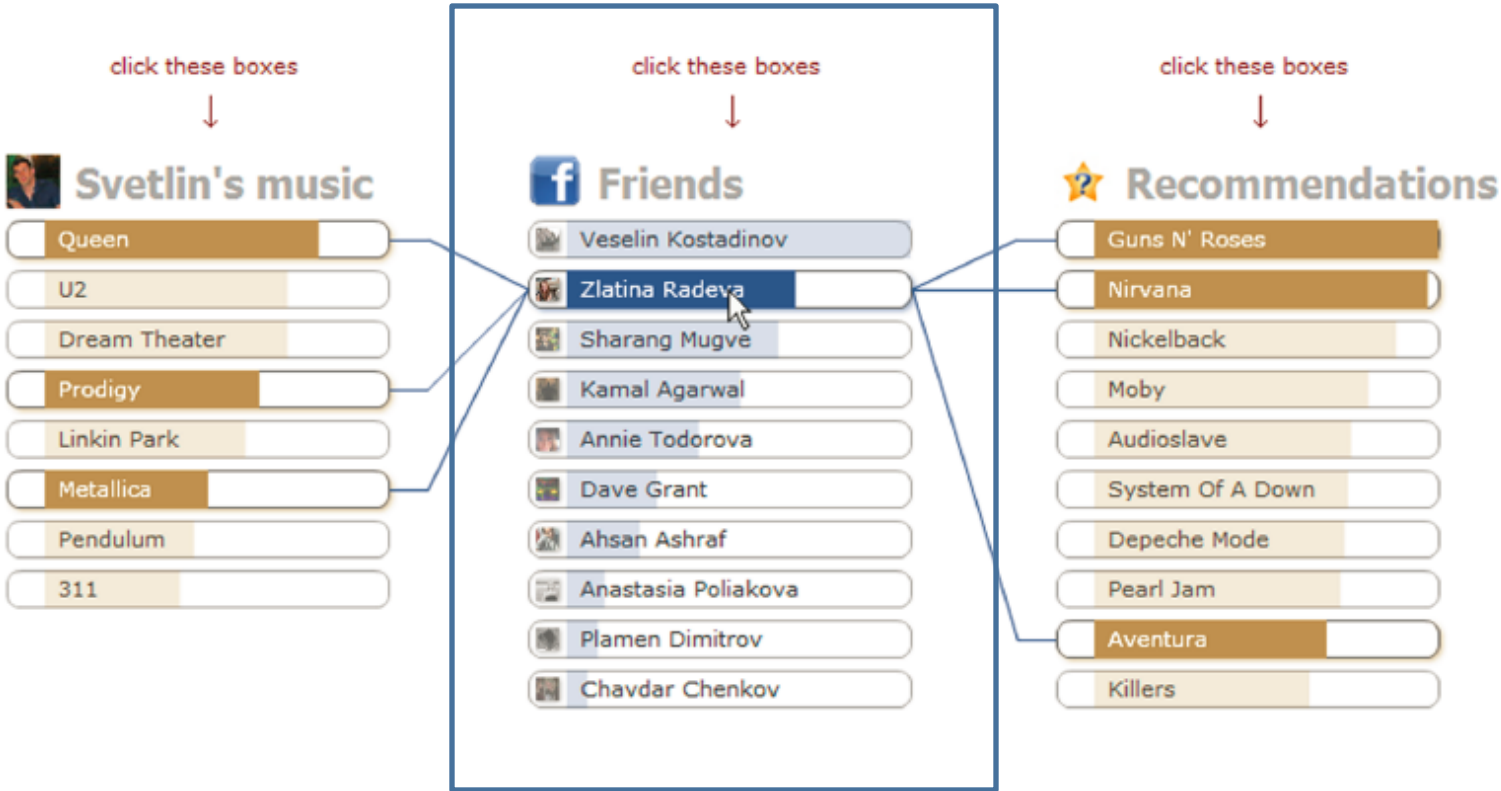 click these boxes
↓
Svetlin's music
Queen
U2
Dream Theater
Prodigy
Linkin Park
Metallica
Pendulum
311
click these boxes
↓
f Friends
Veselin Kostadinov
Zlatina Radeva
Sharang Mugve
Kamal Agarwal
Annie Todorova
Dave Grant
Ahsan Ashraf
Anastasia Poliakova
Plamen Dimitrov
Chavdar Chenkov
click these boxes
↓
? Recommendations
Guns N' Roses
Nirvana
Nickelback
Moby
Audioslave
System Of A Down
Depeche Mode
Pearl Jam
Aventura
Killers